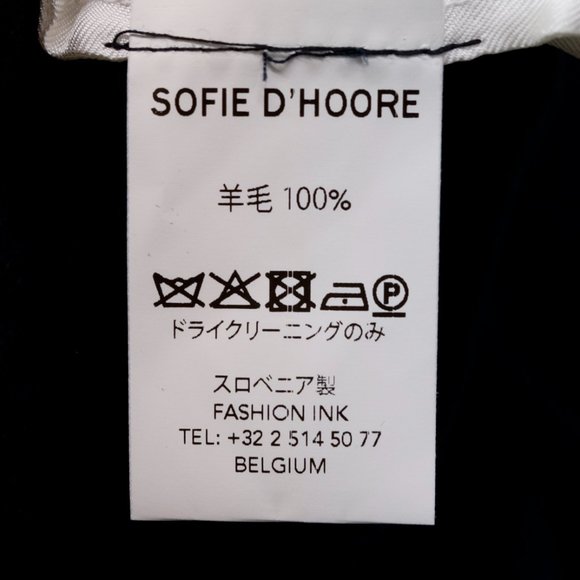 SOFIE D'HOORE
羊毛 100%
P
ドライクリーニングのみ
スロベニア製
FASHION INK
TEL: +32 2 514 50 77
BELGIUM